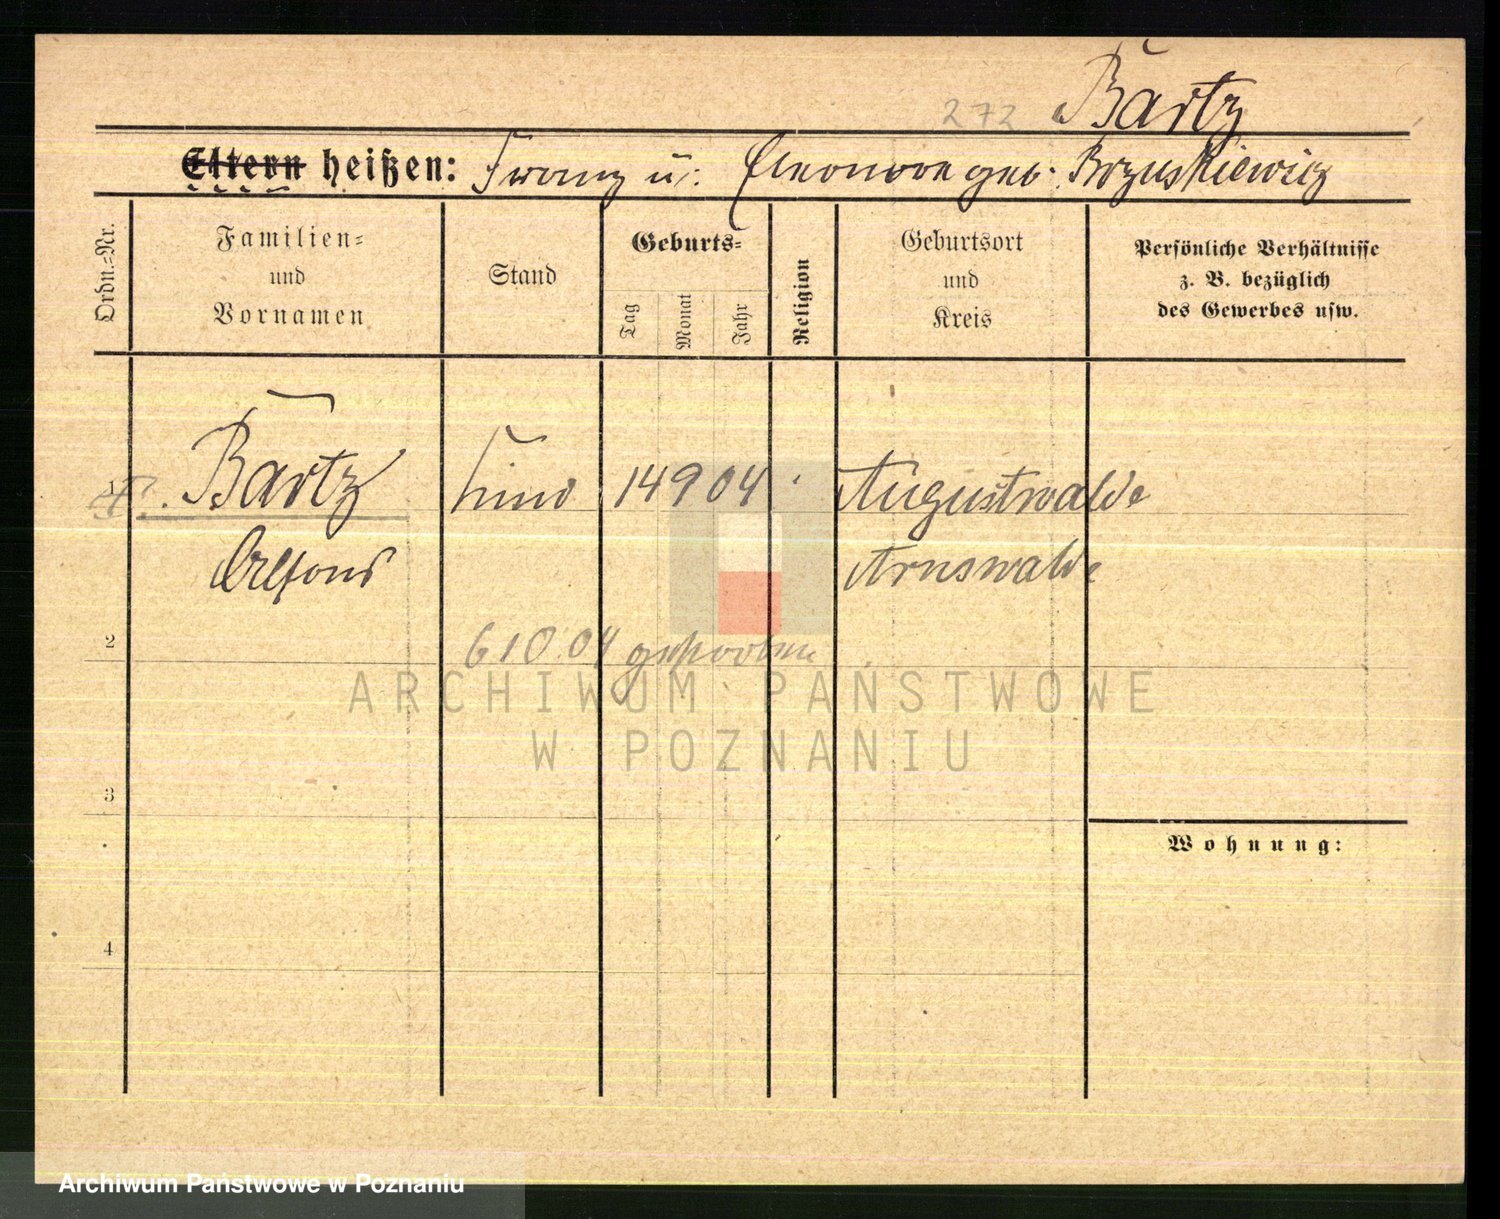 272 Bartz
Eltern heißen: Franz u. Eleonore geb. Brzuskiewicz
Ordn.=Nr.
Familien=
und
Vornamen
Stand
Geburts=
Tag
Monat
Jahr
Religion
Geburtsort
und
Kreis
Persönliche Verhältnisse
z. B. bezüglich
des Gewerbes usw.
1 Bartz Kind 14 9 04 Augustwalde
Alfons Arnswalde
2
6 10 04 gestorben
ARCHIWUM PAŃSTWOWE
W POZNANIU
3
Wohnung:
4
Archiwum Państwowe w Poznaniu